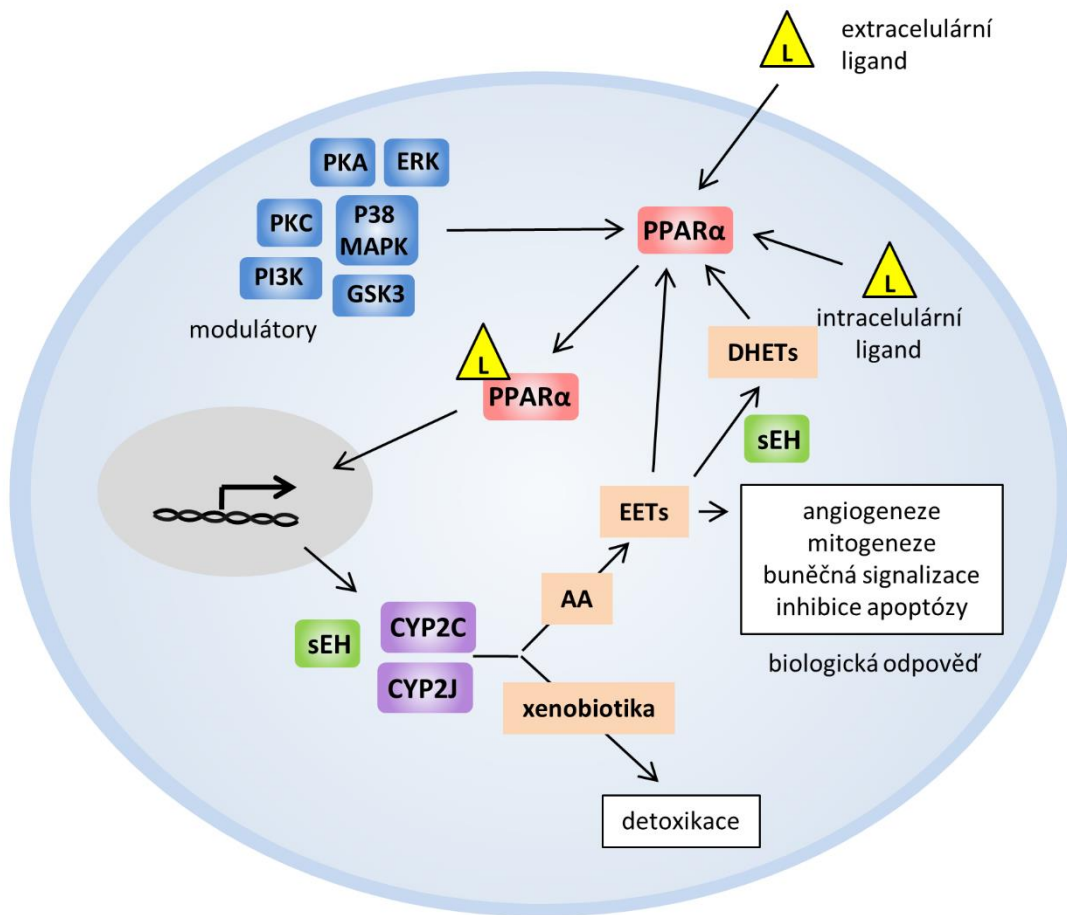 L
extracelulární
ligand
PKA
ERK
PKC
P38
MAPK
PI3K
GSK3
modulátory
PPARα
L
intracelulární
ligand
DHETs
L
PPARα
sEH
EETs
angiogeneze
mitogeneze
buněčná signalizace
inhibice apoptózy
biologická odpověď
AA
sEH
CYP2C
CYP2J
xenobiotika
detoxikace